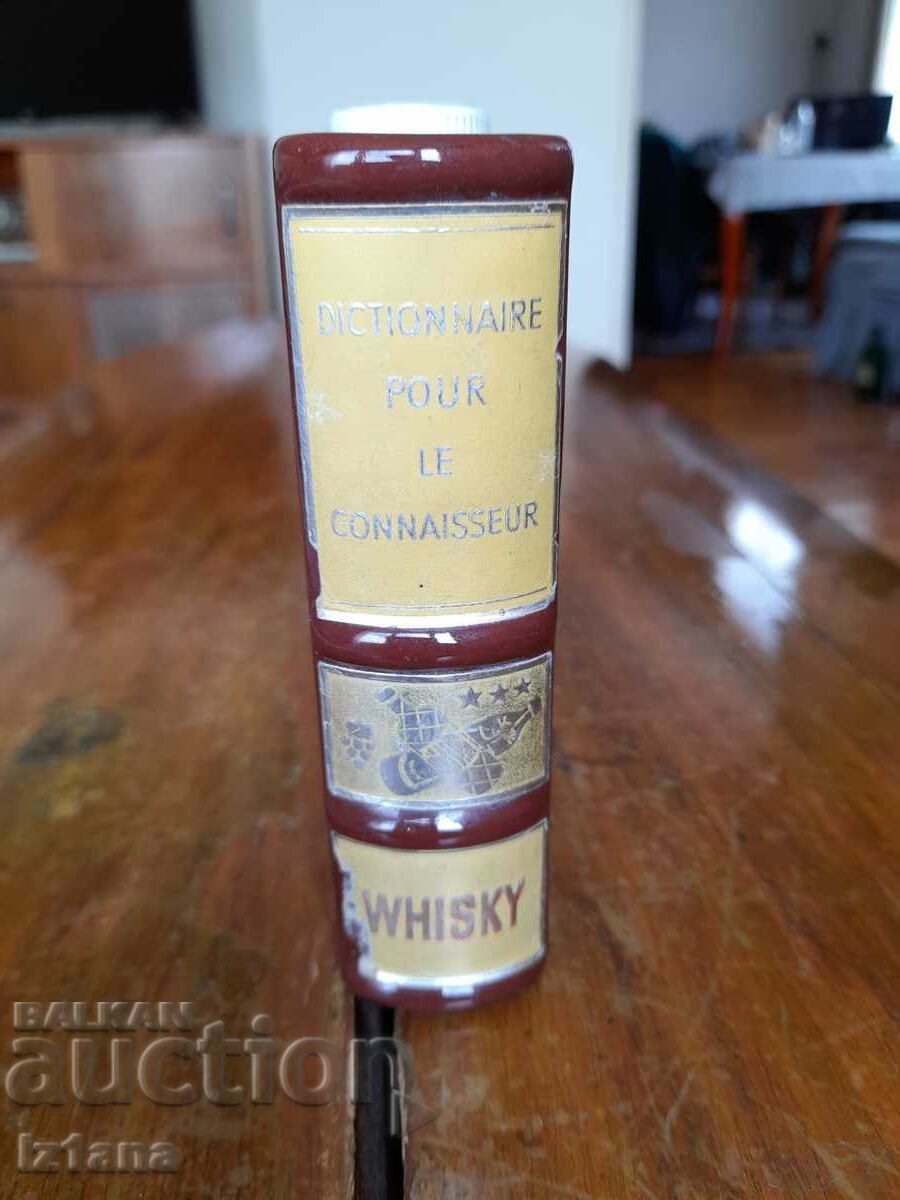 DICTIONNAIRE
POUR
LE
CONNAISSEUR
WHISKY
BALKAN
auction
Iz1ana